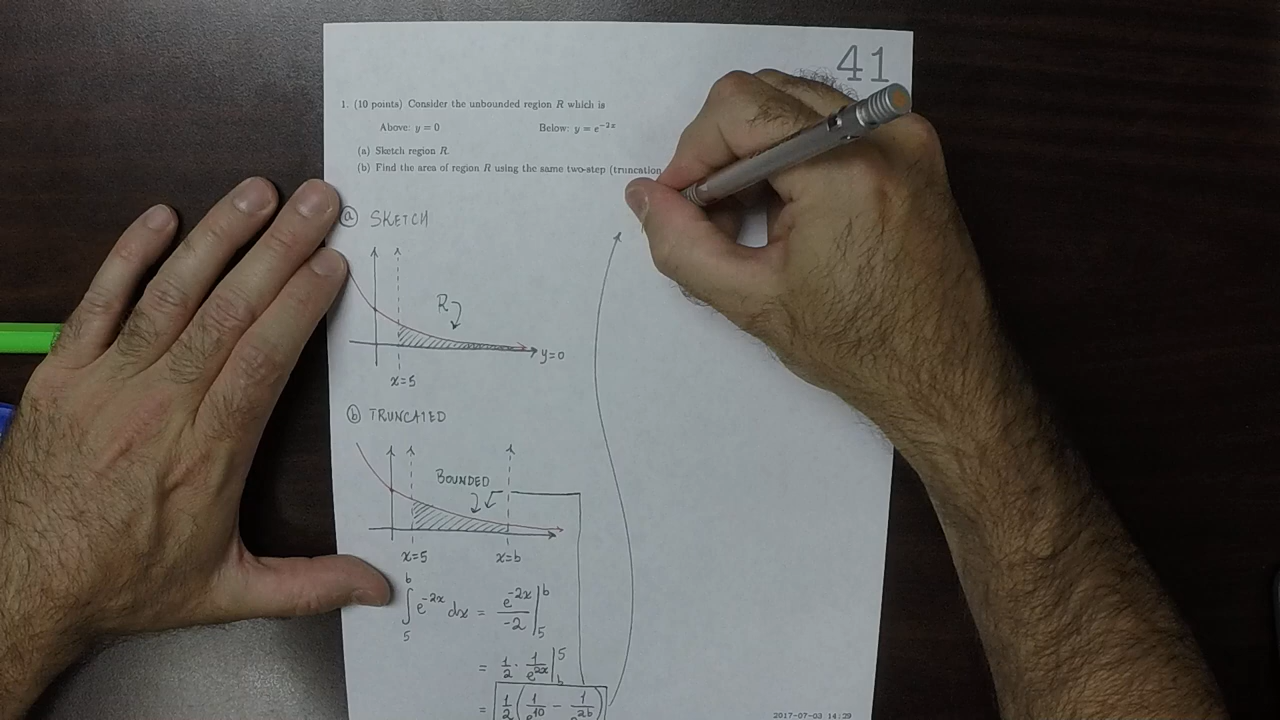 41
1. (10 points) Consider the unbounded region R which is
Above: y = 0 Below: y = e^{-2x}
(a) Sketch region R.
(b) Find the area of region R using the same two-step (truncation
ⓐ SKETCH
R
y=0
x=5
ⓑ TRUNCATED
BOUNDED
x=5 x=b
∫_5^b e^{-2x} dx = e^{-2x}/-2 |_5^b
= 1/2 · 1/e^{2x} |_b^5
= 1/2 (1/e^{10} − 1/e^{2b})
2017-07-03 14:29